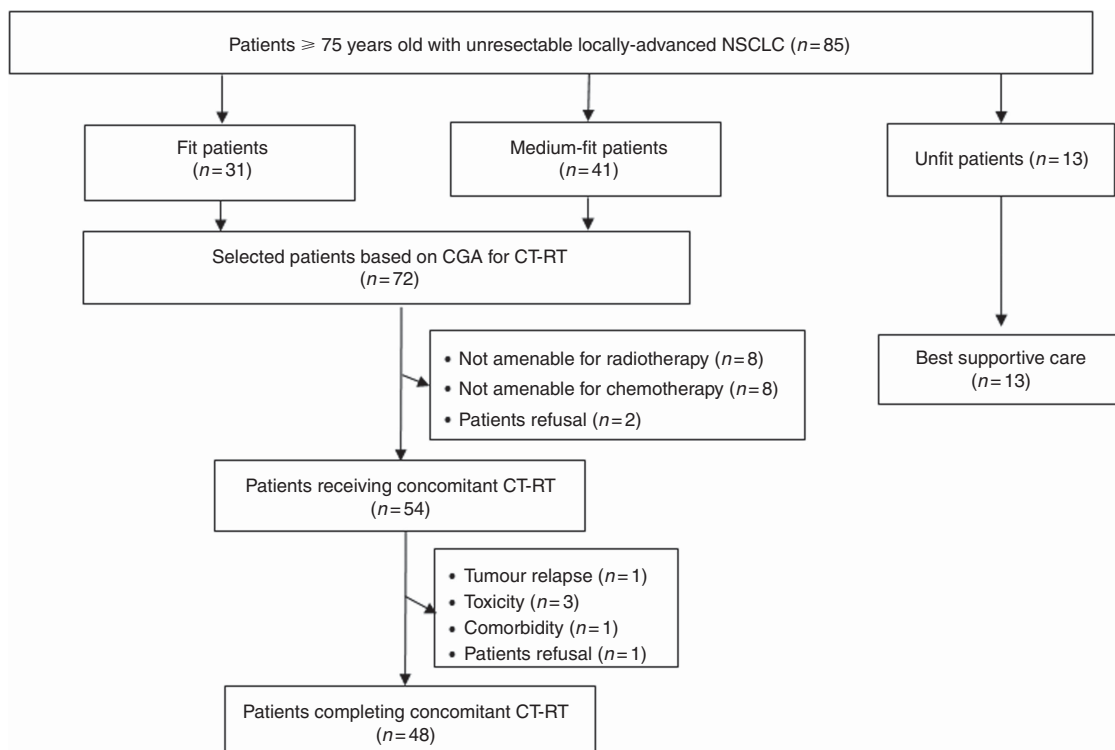 Patients ⩾ 75 years old with unresectable locally-advanced NSCLC (n=85)
Fit patients
(n=31)
Medium-fit patients
(n=41)
Unfit patients (n=13)
Selected patients based on CGA for CT-RT
(n=72)
• Not amenable for radiotherapy (n=8)
• Not amenable for chemotherapy (n=8)
• Patients refusal (n=2)
Best supportive care
(n=13)
Patients receiving concomitant CT-RT
(n=54)
• Tumour relapse (n=1)
• Toxicity (n=3)
• Comorbidity (n=1)
• Patients refusal (n=1)
Patients completing concomitant CT-RT
(n=48)